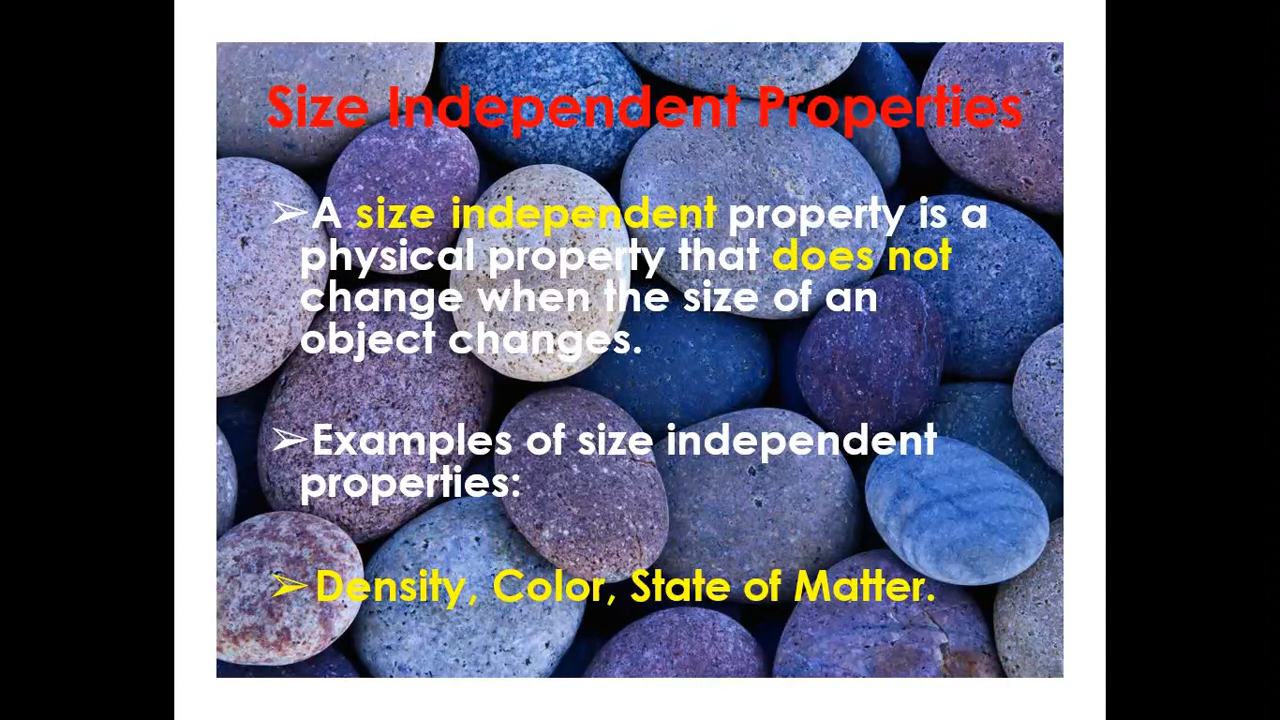 Size Independent Properties
➢A size independent property is a
physical property that does not
change when the size of an
object changes.
➢Examples of size independent
properties:
➢Density, Color, State of Matter.